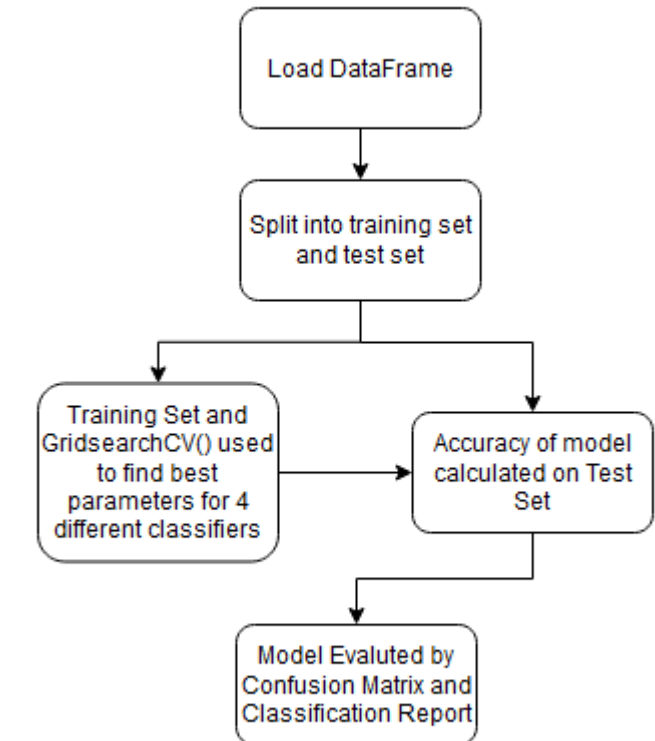 Load DataFrame
Split into training set
and test set
Training Set and
GridsearchCV() used
to find best
parameters for 4
different classifiers
Accuracy of model
calculated on Test
Set
Model Evaluted by
Confusion Matrix and
Classification Report